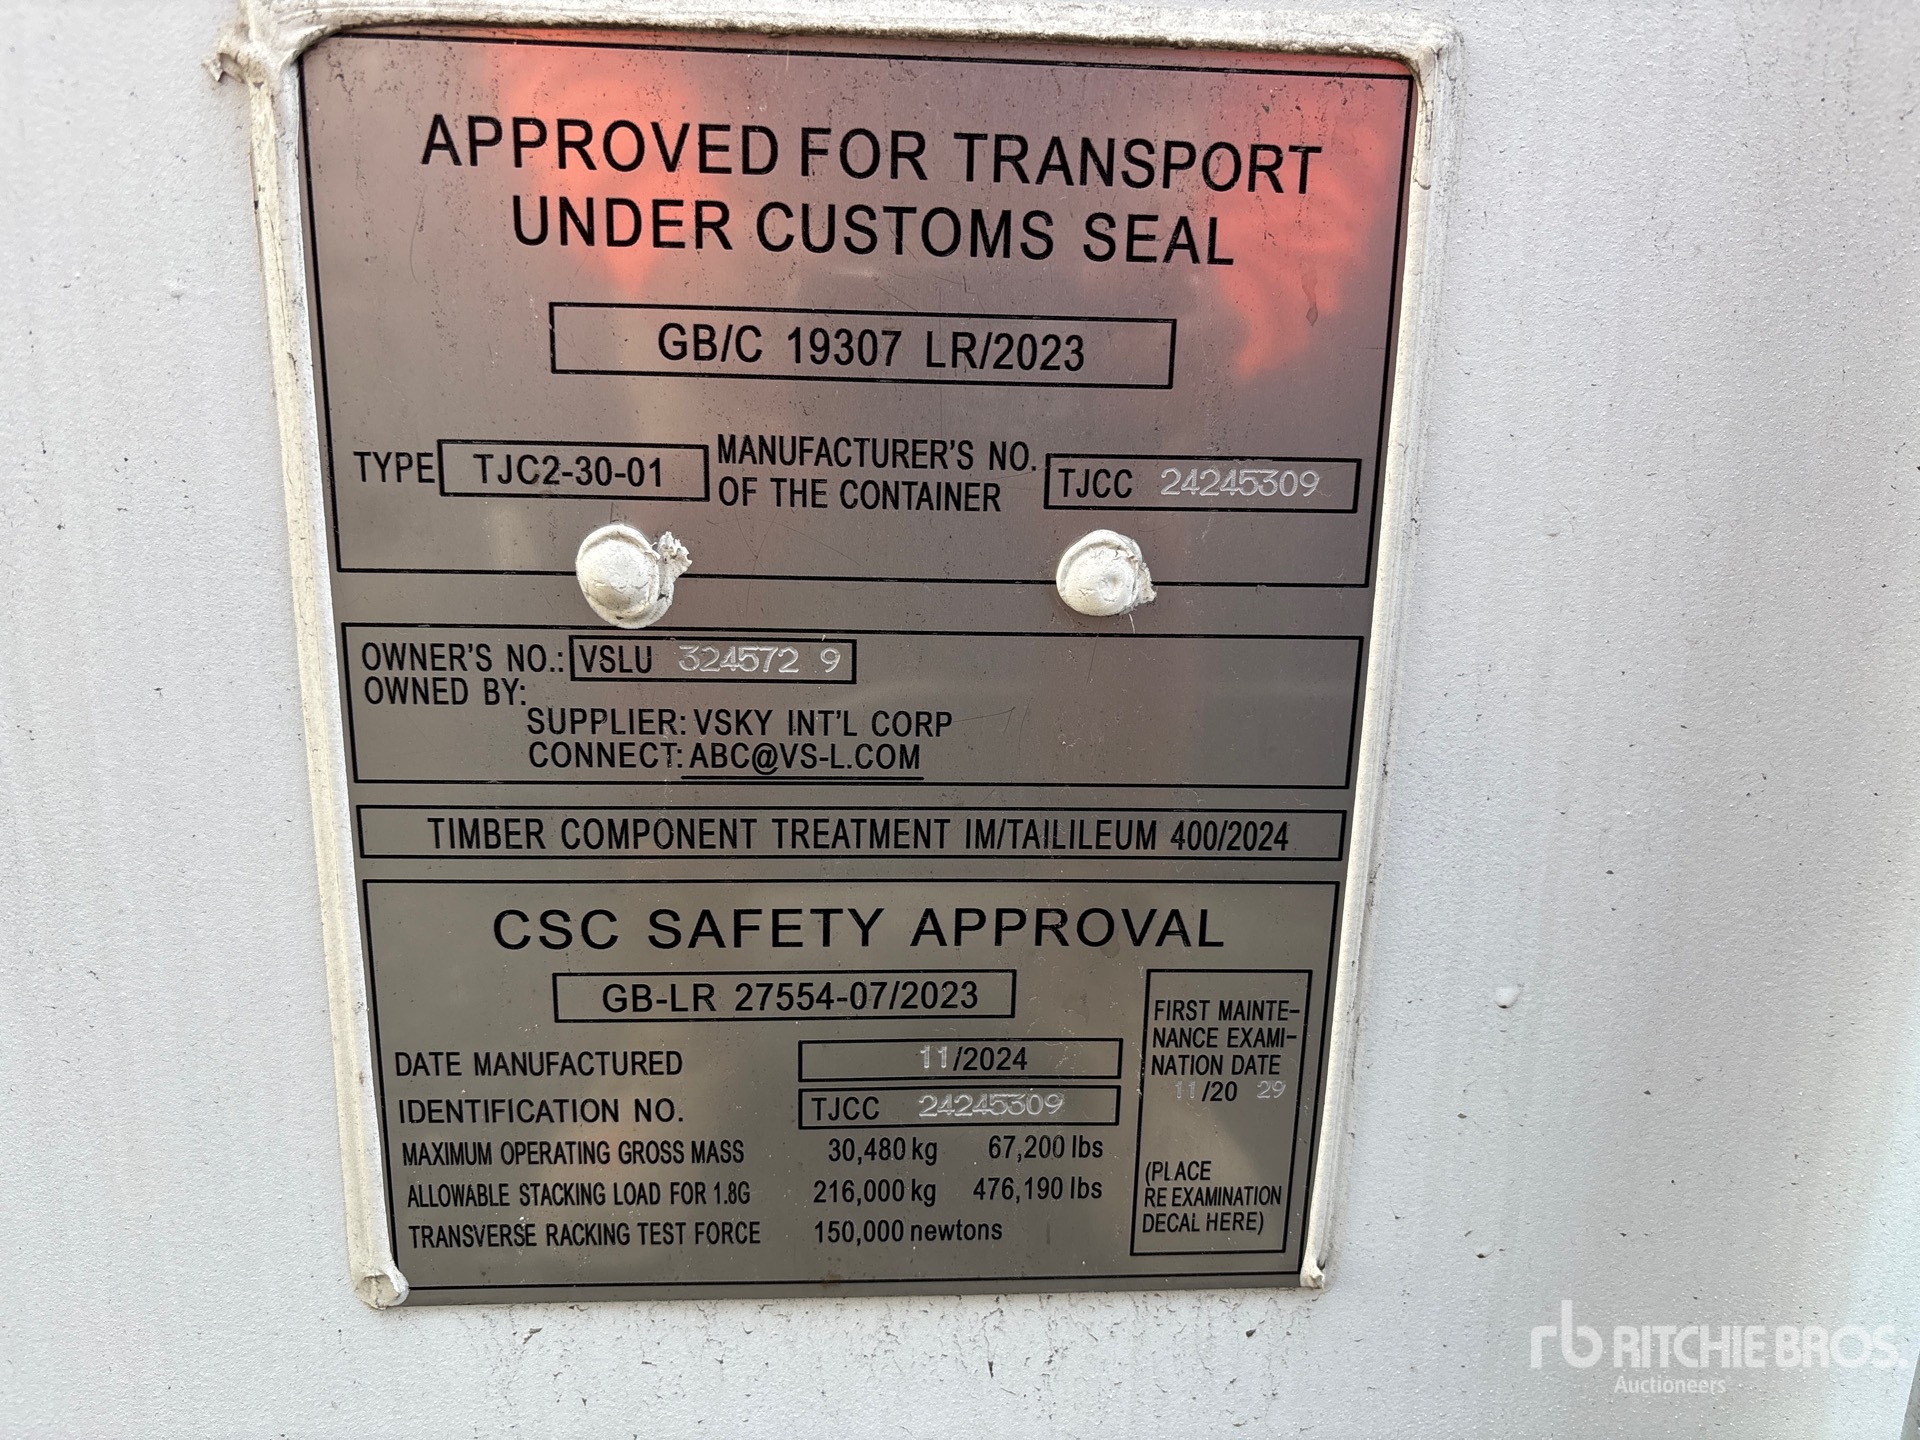 APPROVED FOR TRANSPORT
UNDER CUSTOMS SEAL
GB/C 19307 LR/2023
TYPE TJC2-30-01 MANUFACTURER'S NO. OF THE CONTAINER TJCC 24245309
OWNER'S NO.: VSLU 324572 9
OWNED BY:
SUPPLIER: VSKY INT'L CORP
CONNECT: ABC@VS-L.COM
TIMBER COMPONENT TREATMENT IM/TAILILEUM 400/2024
CSC SAFETY APPROVAL
GB-LR 27554-07/2023
DATE MANUFACTURED 11/2024
IDENTIFICATION NO. TJCC 24245309
MAXIMUM OPERATING GROSS MASS 30,480 kg 67,200 lbs
ALLOWABLE STACKING LOAD FOR 1.8G 216,000 kg 476,190 lbs
TRANSVERSE RACKING TEST FORCE 150,000 newtons
FIRST MAINTE-
NANCE EXAMI-
NATION DATE
11/20 29
(PLACE
RE EXAMINATION
DECAL HERE)
rb RITCHIE BROS.
Auctioneers